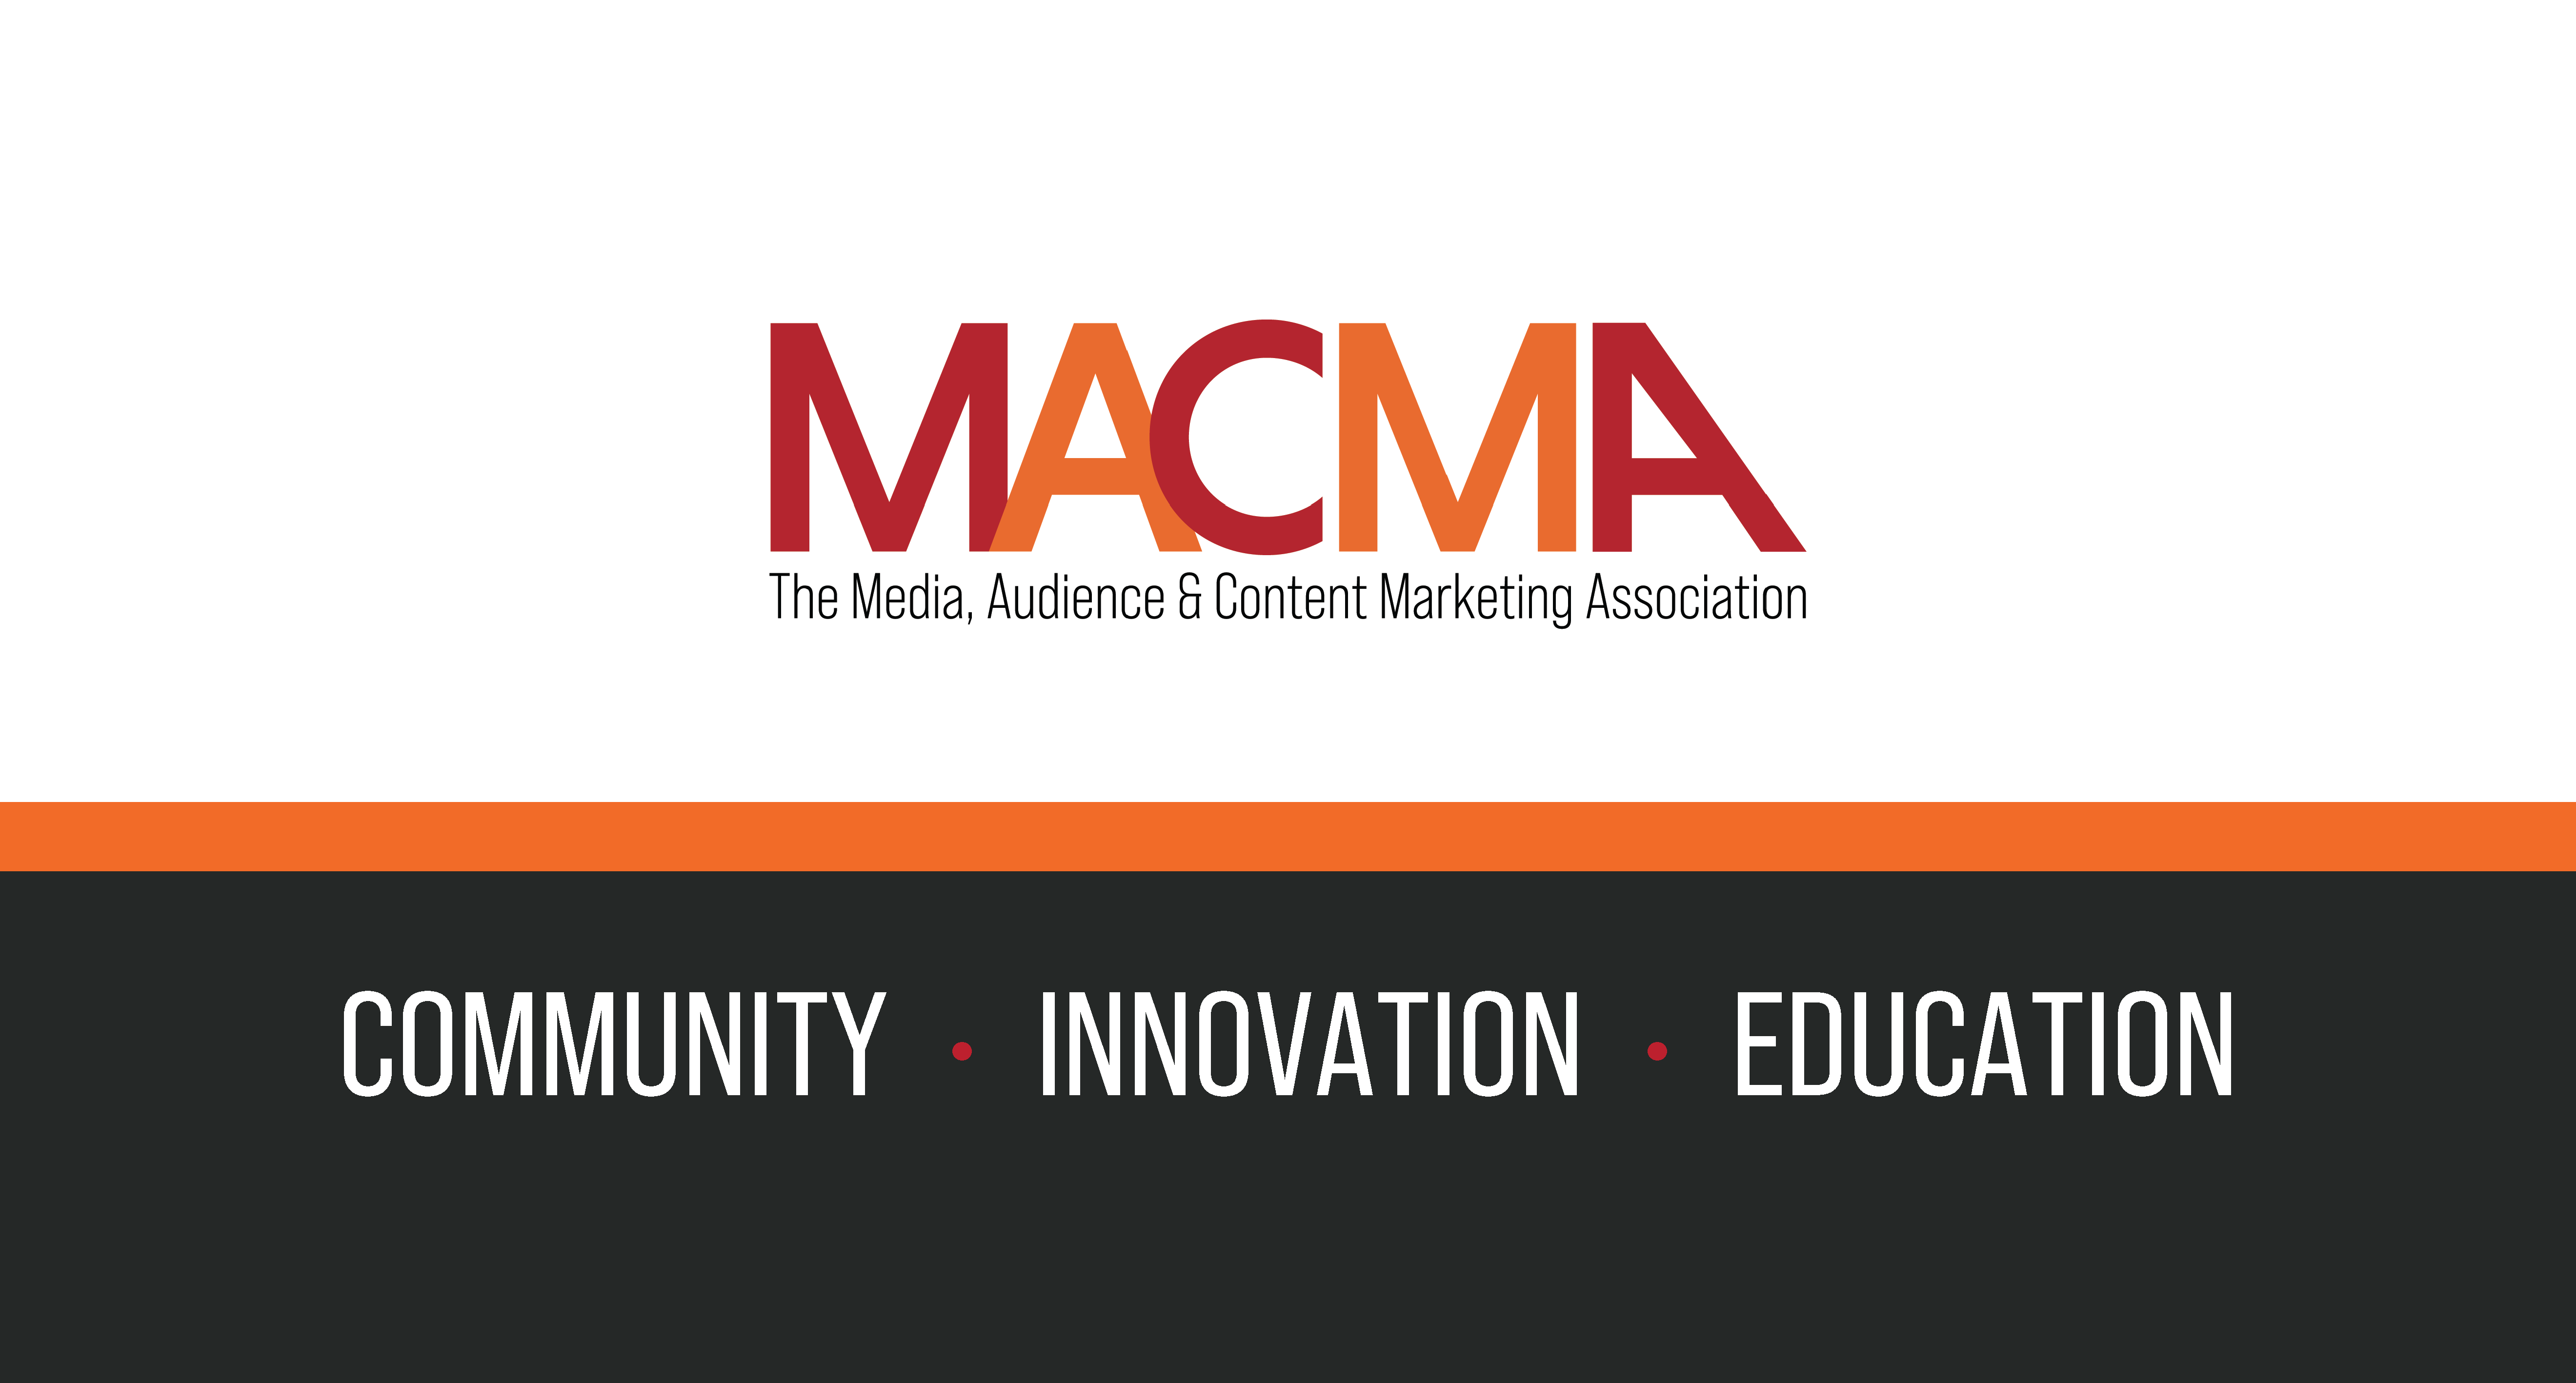 MACMA
The Media, Audience & Content Marketing Association
COMMUNITY • INNOVATION • EDUCATION